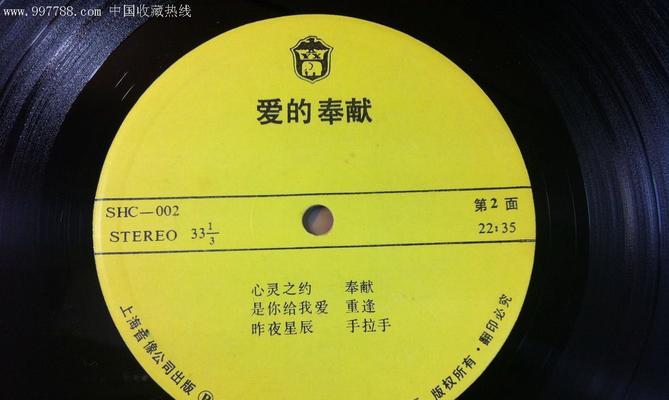 www.997788.com 中国收藏热线
爱的奉献
SHC—002
STEREO 33 1/3
第2面
22:35
心灵之约 奉献
是你给我爱 重逢
昨夜星辰 手拉手
上海音像公司出版 Ⓟ
版权所有·翻印必究